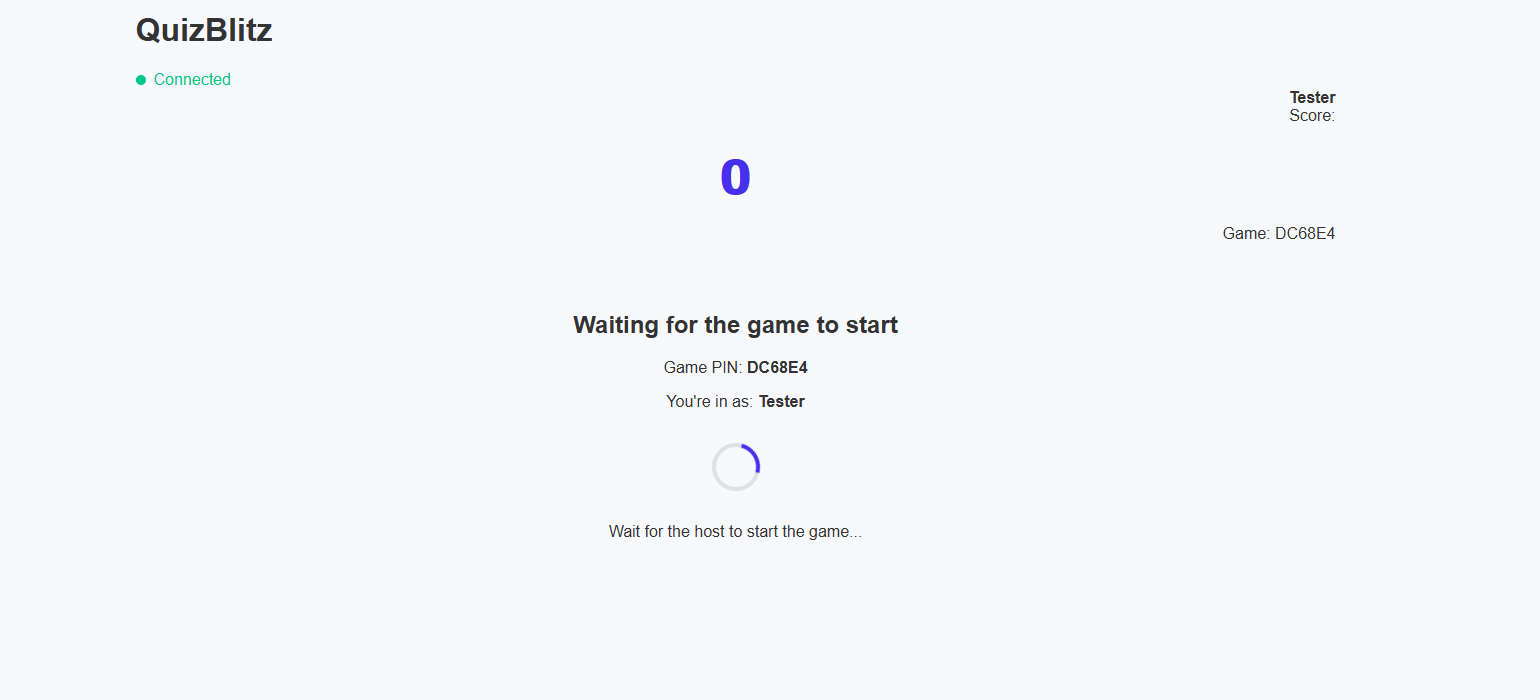 QuizBlitz
Connected
Tester
Score:
0
Game: DC68E4
Waiting for the game to start
Game PIN: DC68E4
You're in as: Tester
Wait for the host to start the game...